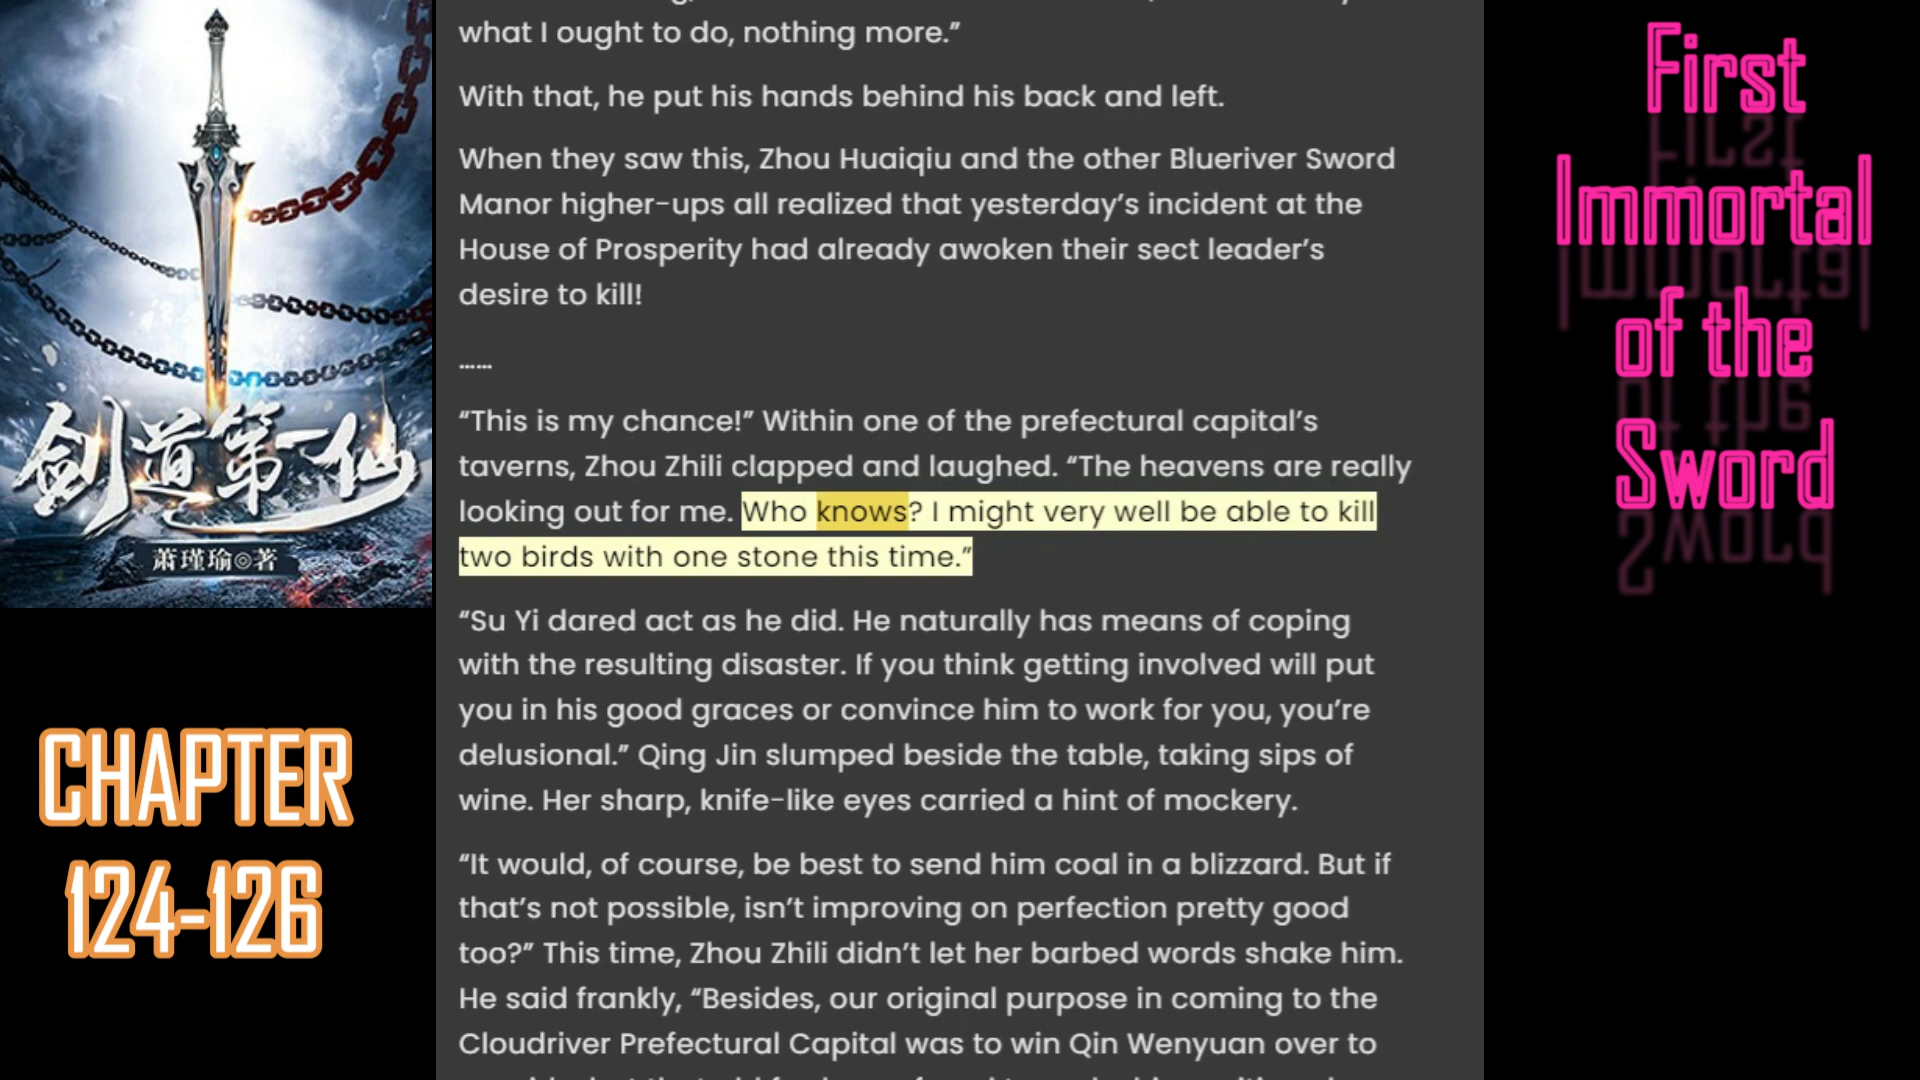 剑道第一仙
萧瑾瑜◎著
CHAPTER
124-126
what I ought to do, nothing more.”
With that, he put his hands behind his back and left.
When they saw this, Zhou Huaiqiu and the other Blueriver Sword
Manor higher-ups all realized that yesterday’s incident at the
House of Prosperity had already awoken their sect leader’s
desire to kill!
……
“This is my chance!” Within one of the prefectural capital’s
taverns, Zhou Zhili clapped and laughed. “The heavens are really
looking out for me. Who knows? I might very well be able to kill
two birds with one stone this time.”
“Su Yi dared act as he did. He naturally has means of coping
with the resulting disaster. If you think getting involved will put
you in his good graces or convince him to work for you, you’re
delusional.” Qing Jin slumped beside the table, taking sips of
wine. Her sharp, knife-like eyes carried a hint of mockery.
“It would, of course, be best to send him coal in a blizzard. But if
that’s not possible, isn’t improving on perfection pretty good
too?” This time, Zhou Zhili didn’t let her barbed words shake him.
He said frankly, “Besides, our original purpose in coming to the
Cloudriver Prefectural Capital was to win Qin Wenyuan over to
First
Immortal
of the
Sword